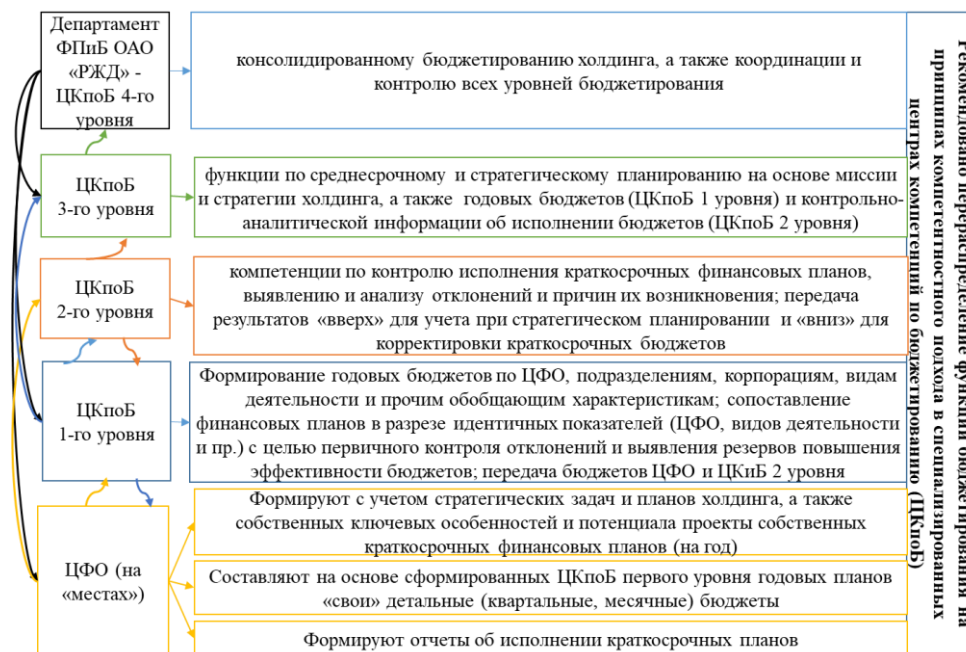 Департамент
ФПиБ ОАО
«РЖД» -
ЦКпоБ 4-го
уровня
консолидированному бюджетированию холдинга, а также координации и
контролю всех уровней бюджетирования
ЦКпоБ
3-го уровня
функции по среднесрочному и стратегическому планированию на основе миссии
и стратегии холдинга, а также годовых бюджетов (ЦКпоБ 1 уровня) и контрольно-
аналитической информации об исполнении бюджетов (ЦКпоБ 2 уровня)
ЦКпоБ
2-го уровня
компетенции по контролю исполнения краткосрочных финансовых планов,
выявлению и анализу отклонений и причин их возникновения; передача
результатов «вверх» для учета при стратегическом планировании и «вниз» для
корректировки краткосрочных бюджетов
ЦКпоБ
1-го уровня
Формирование годовых бюджетов по ЦФО, подразделениям, корпорациям, видам
деятельности и прочим обобщающим характеристикам; сопоставление
финансовых планов в разрезе идентичных показателей (ЦФО, видов деятельности
и пр.) с целью первичного контроля отклонений и выявления резервов повышения
эффективности бюджетов; передача бюджетов ЦФО и ЦКиБ 2 уровня
ЦФО (на
«местах»)
Формируют с учетом стратегических задач и планов холдинга, а также
собственных ключевых особенностей и потенциала проекты собственных
краткосрочных финансовых планов (на год)
Составляют на основе сформированных ЦКпоБ первого уровня годовых планов
«свои» детальные (квартальные, месячные) бюджеты
Формируют отчеты об исполнении краткосрочных планов
Рекомендовано перераспределение функций бюджетирования на
принципах компетентностного подхода в специализированных
центрах компетенций по бюджетированию (ЦКпоБ)